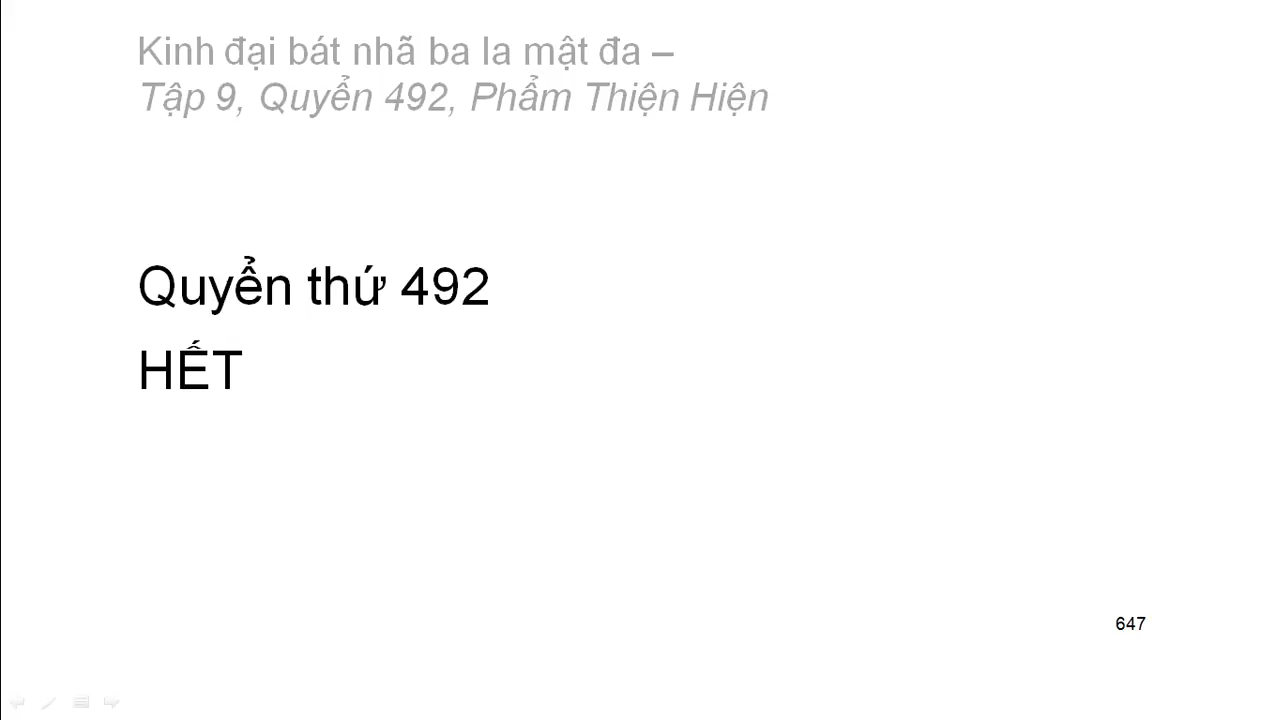 Kinh đại bát nhã ba la mật đa –
Tập 9, Quyển 492, Phẩm Thiện Hiện
Quyển thứ 492
HẾT
647